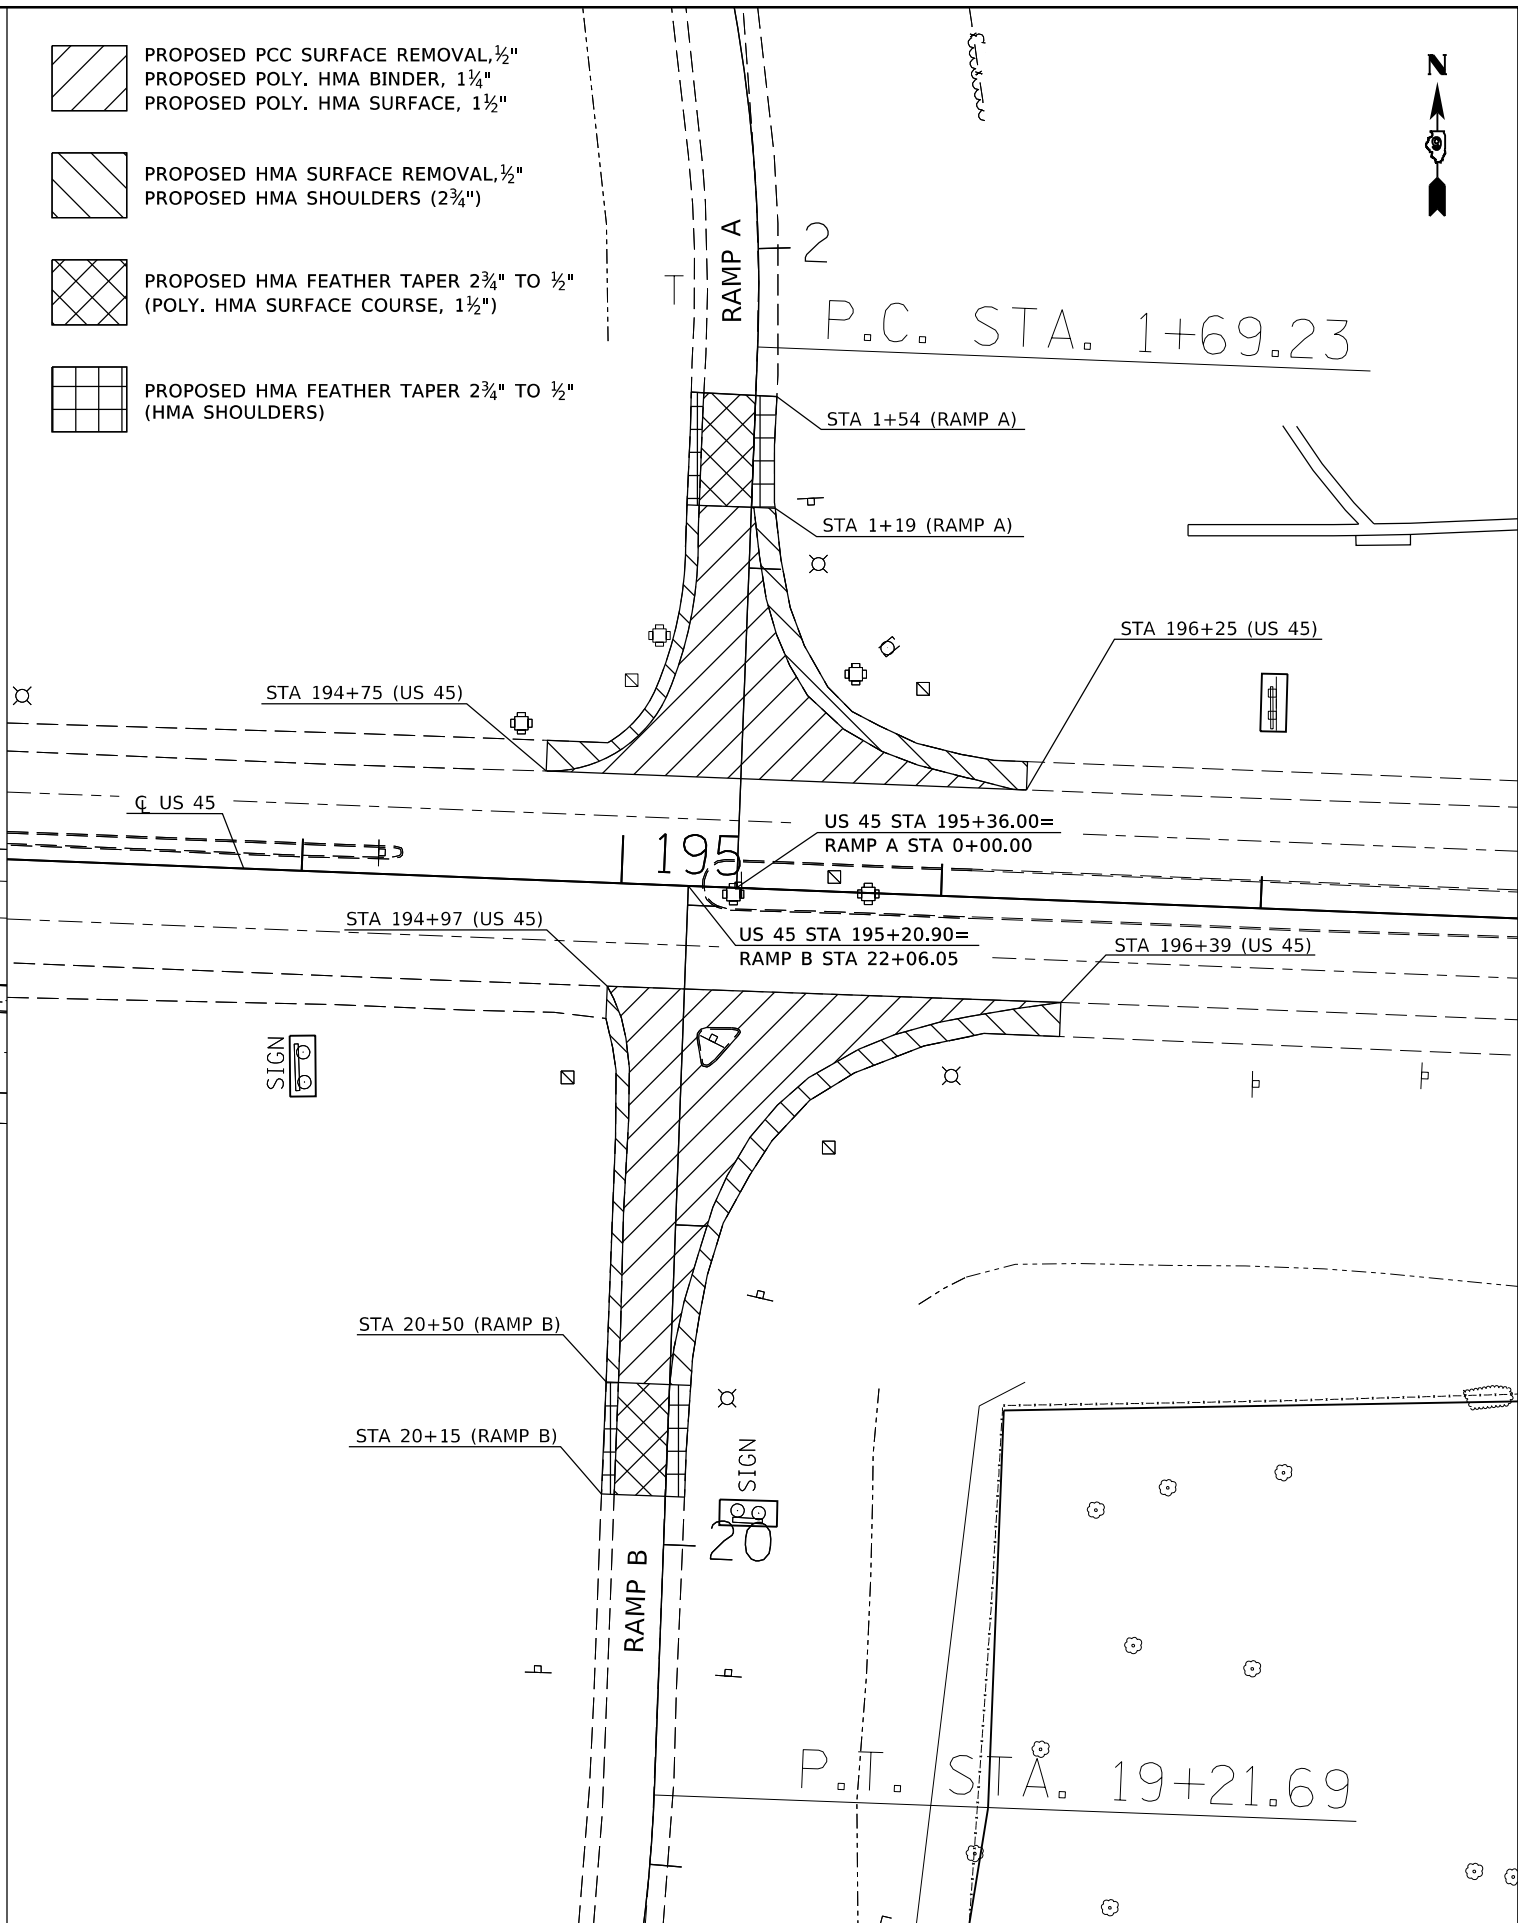 PROPOSED PCC SURFACE REMOVAL, ½"
PROPOSED POLY. HMA BINDER, 1¼"
PROPOSED POLY. HMA SURFACE, 1½"
PROPOSED HMA SURFACE REMOVAL, ½"
PROPOSED HMA SHOULDERS (2¾")
PROPOSED HMA FEATHER TAPER 2¾" TO ½"
(POLY. HMA SURFACE COURSE, 1½")
PROPOSED HMA FEATHER TAPER 2¾" TO ½"
(HMA SHOULDERS)
N
9
RAMP A
2
T
P.C. STA. 1+69.23
STA 1+54 (RAMP A)
STA 1+19 (RAMP A)
STA 196+25 (US 45)
STA 194+75 (US 45)
℄ US 45
195
US 45 STA 195+36.00=
RAMP A STA 0+00.00
STA 194+97 (US 45)
US 45 STA 195+20.90=
RAMP B STA 22+06.05
STA 196+39 (US 45)
SIGN
STA 20+50 (RAMP B)
STA 20+15 (RAMP B)
SIGN
20
RAMP B
P.T. STA. 19+21.69